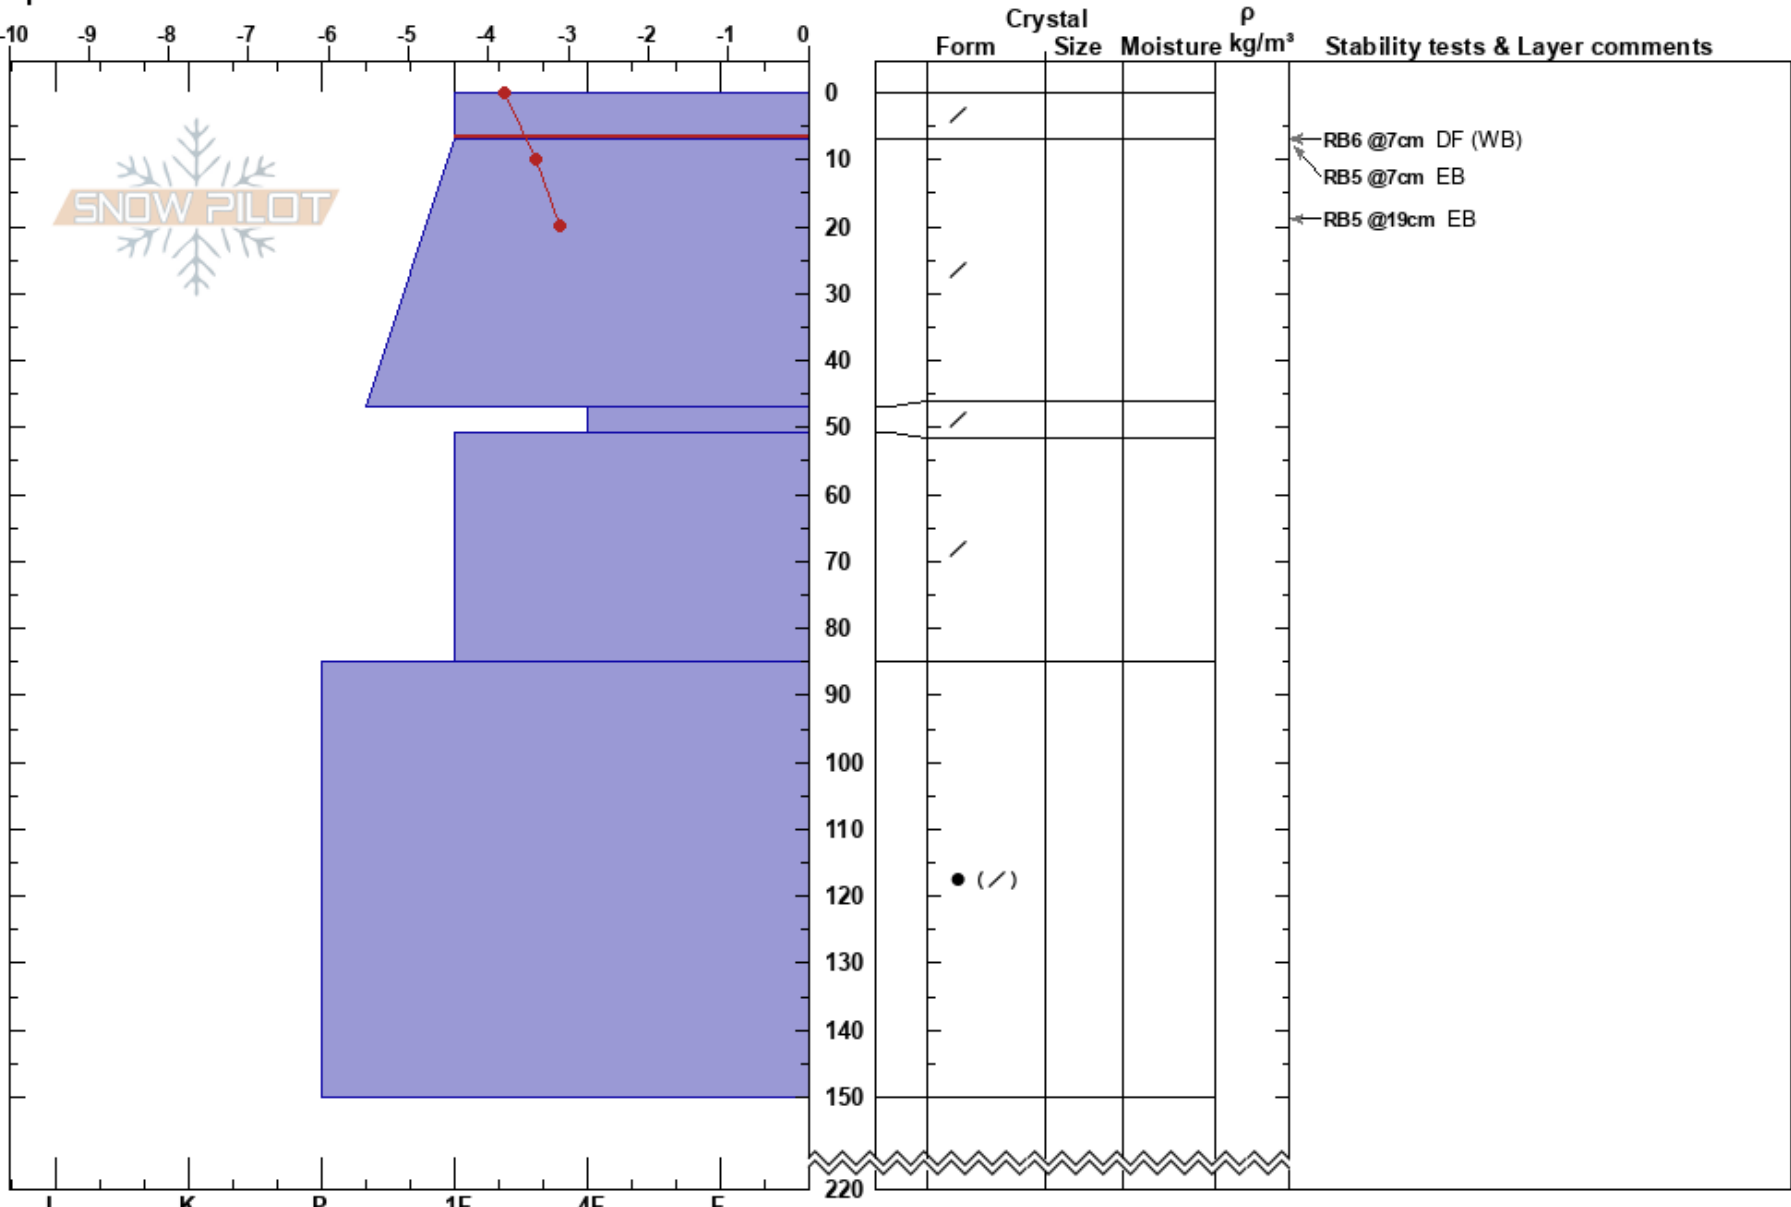 -10 -9 -8 -7 -6 -5 -4 -3 -2 -1 0
Crystal
Form Size Moisture
ρ
kg/m³
Stability tests & Layer comments
SNOW PILOT
0
10
20
30
40
50
60
70
80
90
100
110
120
130
140
150
220
RB6 @7cm DF (WB)
RB5 @7cm EB
RB5 @19cm EB
( )
I K P 1F 4F F